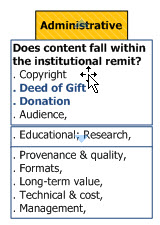 Administrative
Does content fall within
the institutional remit?
. Copyright
. Deed of Gift
. Donation
. Audience,
. Educational; Research,
. Provenance & quality,
. Formats,
. Long-term value,
. Technical & cost,
. Management,